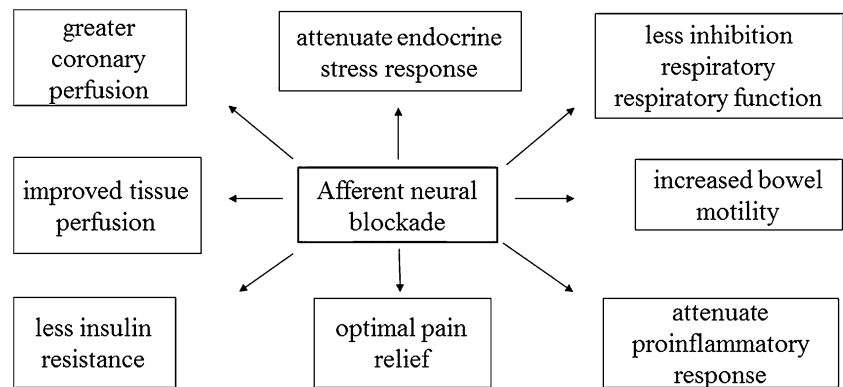 greater
coronary
perfusion
attenuate endocrine
stress response
less inhibition
respiratory
respiratory function
improved tissue
perfusion
Afferent neural
blockade
increased bowel
motility
less insulin
resistance
optimal pain
relief
attenuate
proinflammatory
response